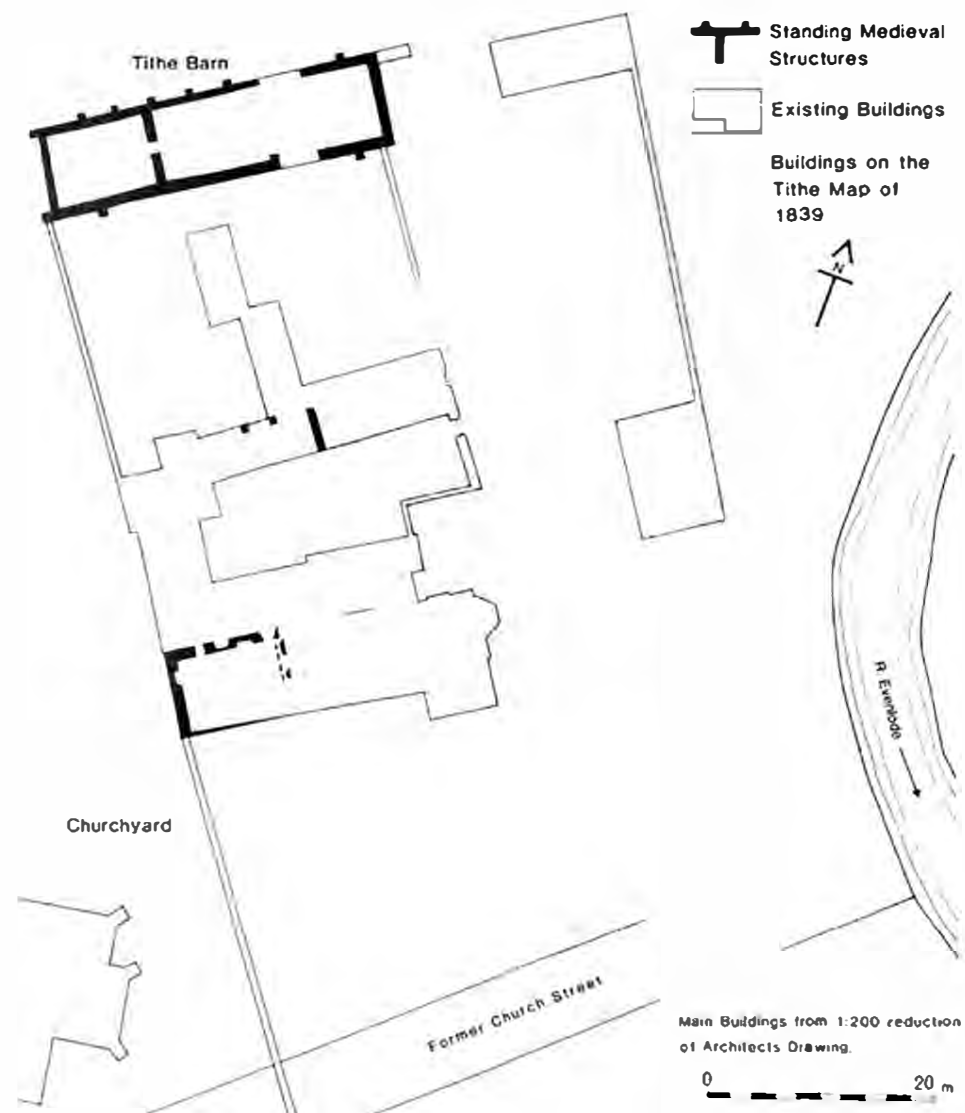 Tithe Barn
Standing Medieval
Structures
Existing Buildings
Buildings on the
Tithe Map of
1839
N
R. Evenlode
Churchyard
Former Church Street
Main Buildings from 1:200 reduction
of Architects Drawing.
0 20 m